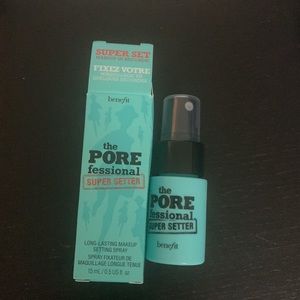 SUPER SET
FIXEZ VOTRE
benefit
the
PORE
fessional
SUPER SETTER
LONG-LASTING MAKEUP
SETTING SPRAY
SPRAY FIXATEUR DE
MAQUILLAGE LONGUE TENUE
15 mL / 0.5 US fl. oz.
the
PORE
fessional
SUPER SETTER
benefit